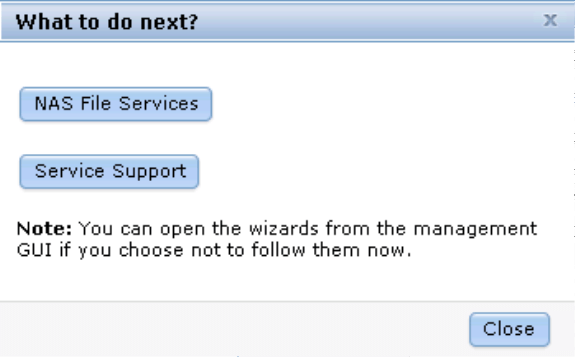 What to do next?
x
NAS File Services
Service Support
Note: You can open the wizards from the management
GUI if you choose not to follow them now.
Close